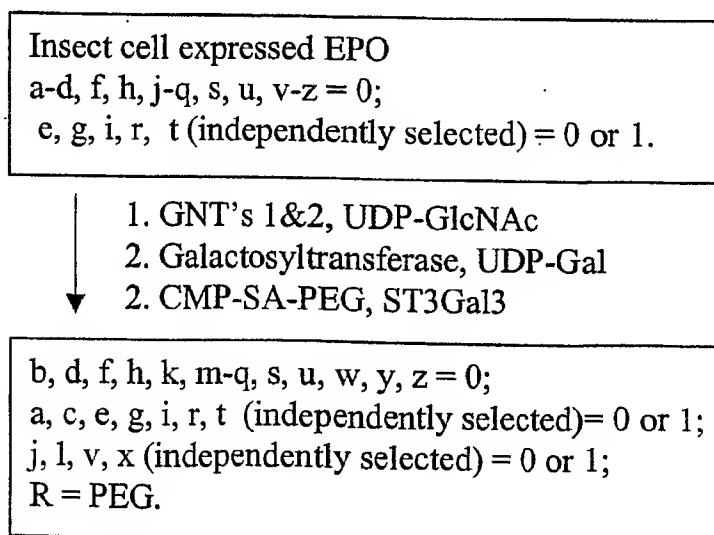 Insect cell expressed EPO
a-d, f, h, j-q, s, u, v-z = 0;
e, g, i, r, t (independently selected) = 0 or 1.
1. GNT's 1&2, UDP-GlcNAc
2. Galactosyltransferase, UDP-Gal
2. CMP-SA-PEG, ST3Gal3
b, d, f, h, k, m-q, s, u, w, y, z = 0;
a, c, e, g, i, r, t (independently selected)= 0 or 1;
j, l, v, x (independently selected) = 0 or 1;
R = PEG.